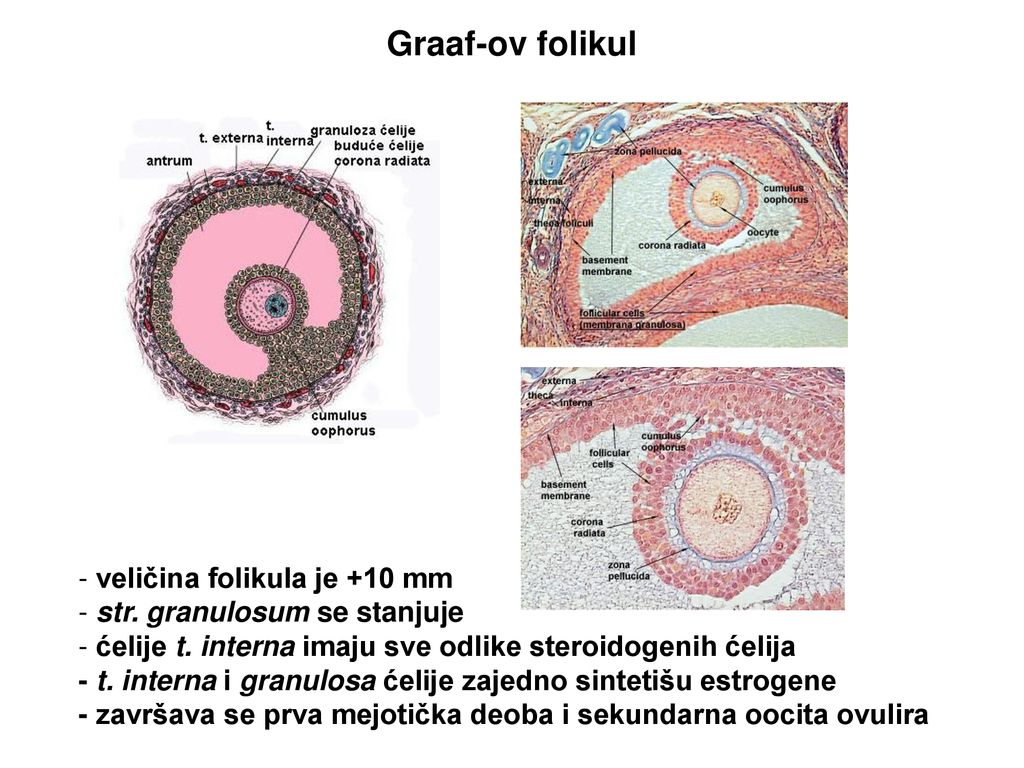 Graaf-ov folikul
t. externa
t.
interna
granuloza ćelije
buduće ćelije
corona radiata
antrum
cumulus
oophorus
zona pellucida
externa
interna
theca foliculi
cumulus
oophorus
oocyte
corona radiata
basement
membrane
follicular cells
(membrana granulosa)
externa
theca
interna
cumulus
oophorus
follicular
cells
basement
membrane
corona
radiata
zona
pellucida
- veličina folikula je +10 mm
- str. granulosum se stanjuje
- ćelije t. interna imaju sve odlike steroidogenih ćelija
- t. interna i granulosa ćelije zajedno sintetišu estrogene
- završava se prva mejotička deoba i sekundarna oocita ovulira